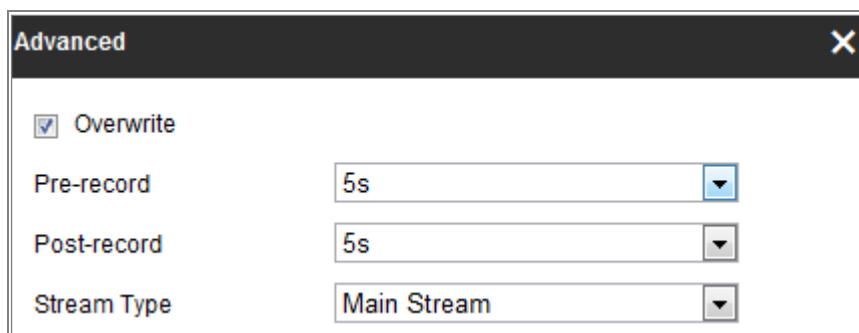 Advanced
Overwrite
Pre-record 5s
Post-record 5s
Stream Type Main Stream